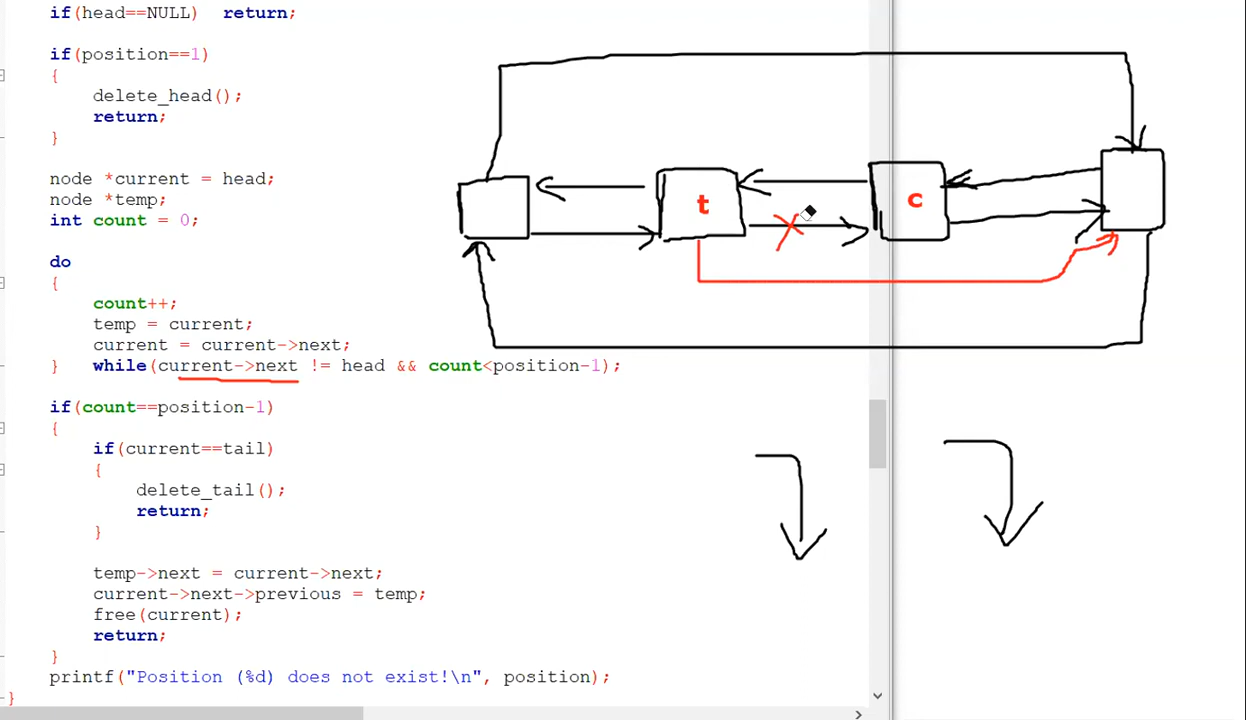 if(head==NULL) return;
if(position==1)
{
delete_head();
return;
}
node *current = head;
node *temp;
int count = 0;
do
{
count++;
temp = current;
current = current->next;
} while(current->next != head && count<position-1);
if(count==position-1)
{
if(current==tail)
{
delete_tail();
return;
}
temp->next = current->next;
current->next->previous = temp;
free(current);
return;
}
printf("Position (%d) does not exist!\n", position);
}
t
c